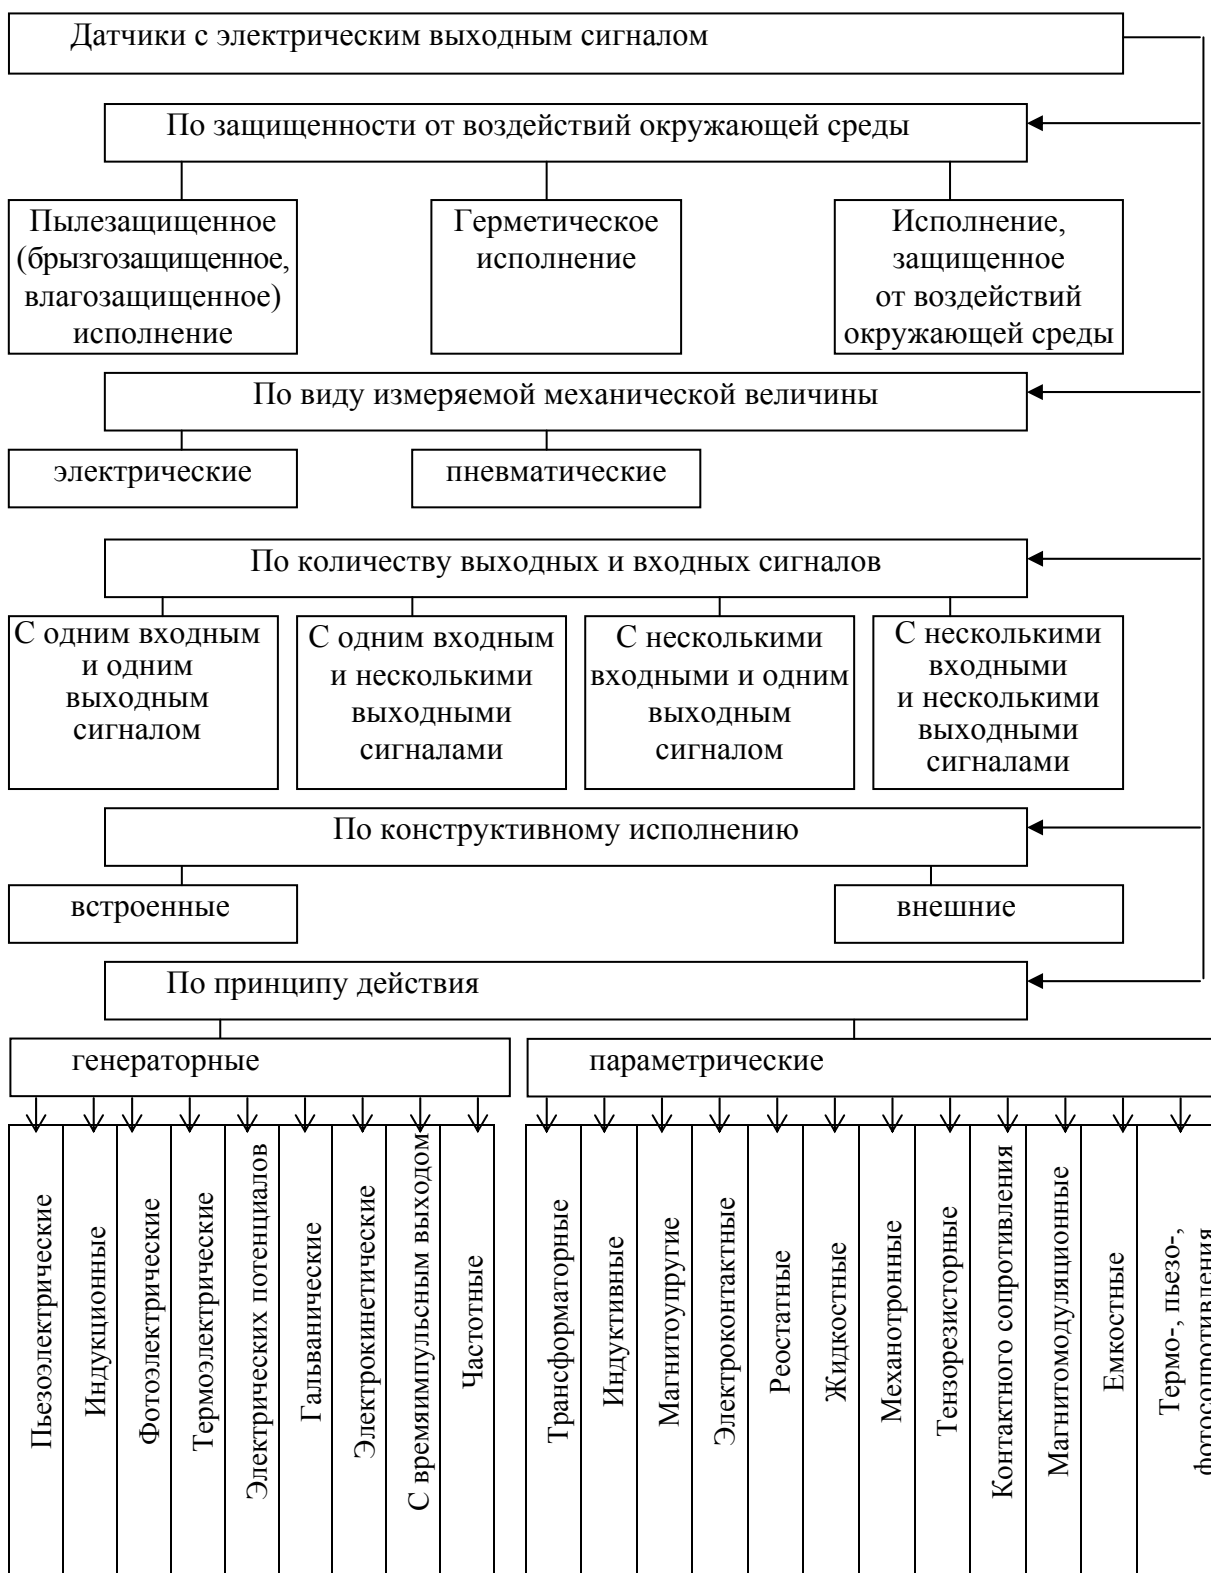 Датчики с электрическим выходным сигналом
По защищенности от воздействий окружающей среды
Пылезащищенное
(брызгозащищенное,
влагозащищенное)
исполнение
Герметическое
исполнение
Исполнение,
защищенное
от воздействий
окружающей среды
По виду измеряемой механической величины
электрические
пневматические
По количеству выходных и входных сигналов
С одним входным
и одним
выходным
сигналом
С одним входным
и несколькими
выходными
сигналами
С несколькими
входными и одним
выходным
сигналом
С несколькими
входными
и несколькими
выходными
сигналами
По конструктивному исполнению
встроенные
внешние
По принципу действия
генераторные
параметрические
Пьезоэлектрические
Индукционные
Фотоэлектрические
Термоэлектрические
Электрических потенциалов
Гальванические
Электрокинетические
С времяимпульсным выходом
Частотные
Трансформаторные
Индуктивные
Магнитоупругие
Электроконтактные
Реостатные
Жидкостные
Механотронные
Тензорезисторные
Контактного сопротивления
Магнитомодуляционные
Емкостные
Термо-, пьезо-,
фотосопротивления